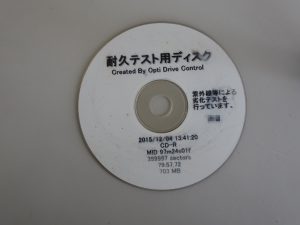 耐久テスト用ディスク
Created By Opti Drive Control
紫外線等による
劣化テストを
行っています。
2015/12/04 13:41:20
CD-R
MID 97m24s01f
359997 sectors
79:57.72
703 MB